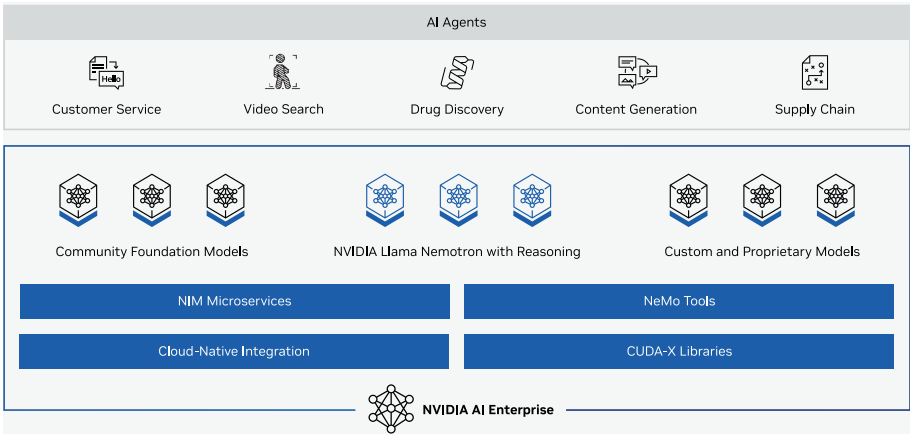 AI Agents
Hello
Customer Service
Video Search
Drug Discovery
Content Generation
Supply Chain
Community Foundation Models
NVIDIA Llama Nemotron with Reasoning
Custom and Proprietary Models
NIM Microservices
NeMo Tools
Cloud-Native Integration
CUDA-X Libraries
NVIDIA AI Enterprise